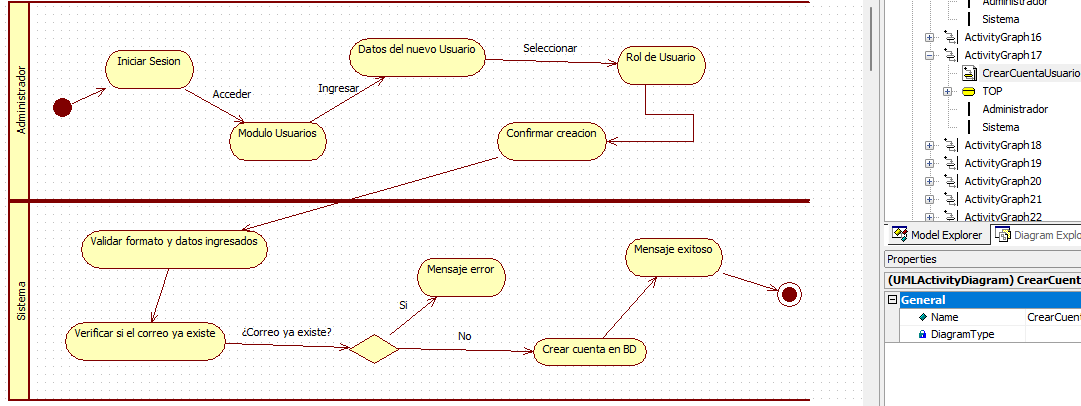 Administrador
Iniciar Sesion
Acceder
Modulo Usuarios
Ingresar
Datos del nuevo Usuario
Seleccionar
Rol de Usuario
Confirmar creacion
Sistema
Validar formato y datos ingresados
Verificar si el correo ya existe
¿Correo ya existe?
Si
Mensaje error
No
Crear cuenta en BD
Mensaje exitoso
Administrador
Sistema
ActivityGraph16
ActivityGraph17
CrearCuentaUsuario
TOP
Administrador
Sistema
ActivityGraph18
ActivityGraph19
ActivityGraph20
ActivityGraph21
ActivityGraph22
Model Explorer
Diagram Explo
Properties
(UMLActivityDiagram) CrearCuent
General
Name
CrearCuent
DiagramType